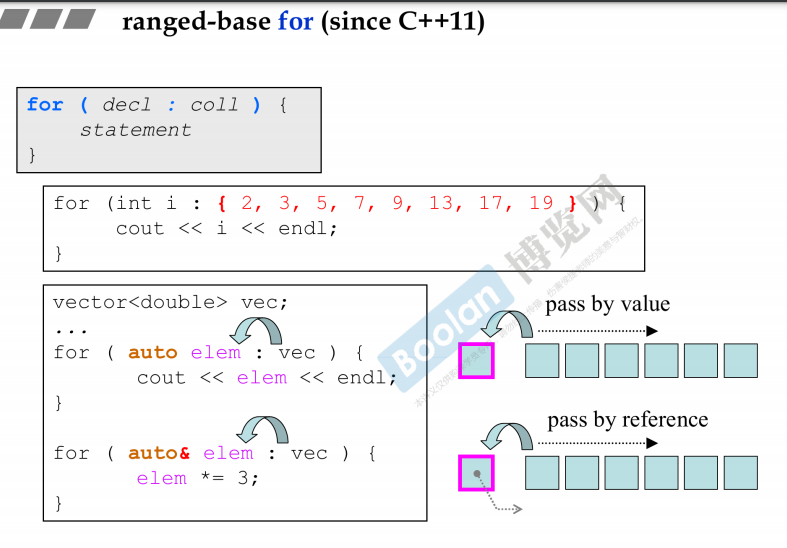 ranged-base for (since C++11)
for ( decl : coll ) {
statement
}
for (int i : { 2, 3, 5, 7, 9, 13, 17, 19 } ) {
cout << i << endl;
}
vector<double> vec;
...
for ( auto elem : vec ) {
cout << elem << endl;
}
for ( auto& elem : vec ) {
elem *= 3;
}
pass by value
pass by reference
Boolan 博览网